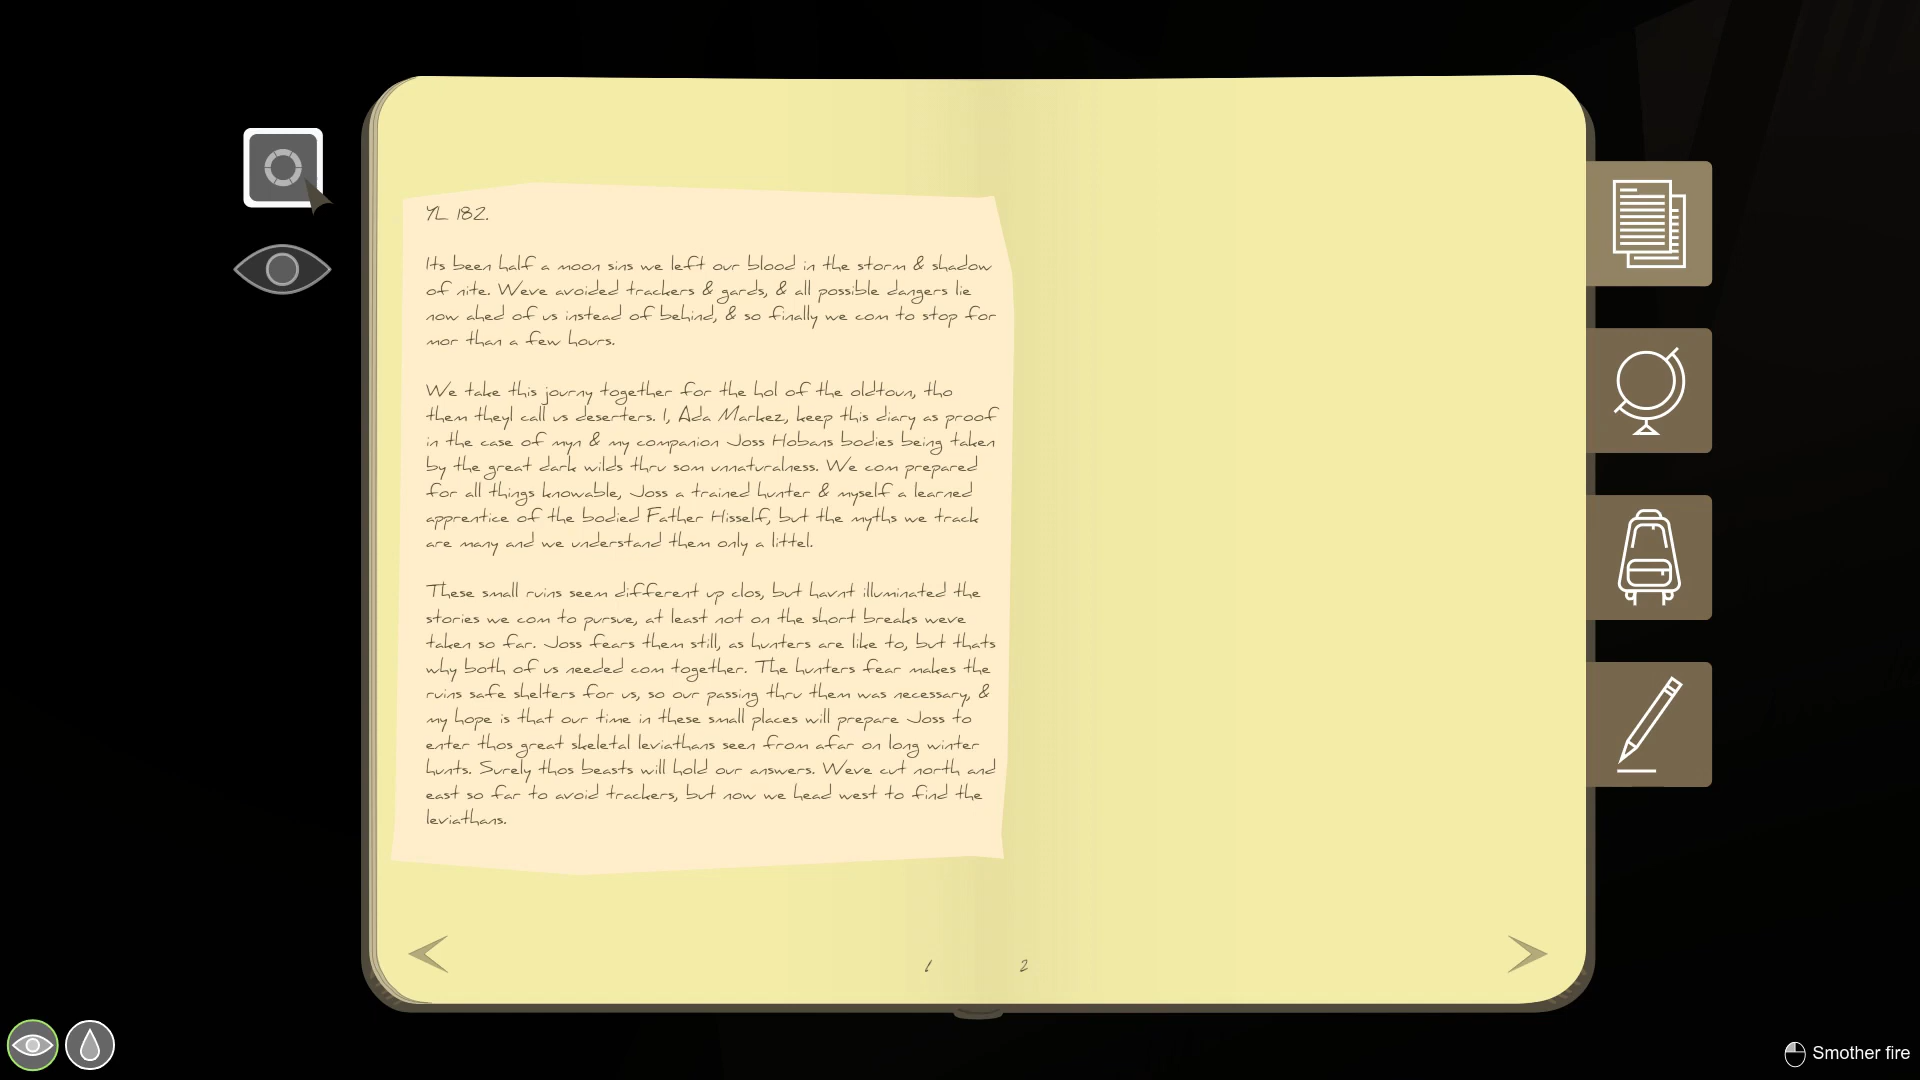 YL 182.
Its been half a moon sins we left our blood in the storm & shadow
of nite. Weve avoided trackers & gards, & all possible dangers lie
now ahed of us instead of behind, & so finally we com to stop for
mor than a few hours.
We take this journy together for the hol of the oldtoun, tho
them theyl call us deserters. I, Ada Markez, keep this diary as proof
in the case of myn & my companion Joss Hobans bodies being taken
by the great dark wilds thru som unnaturalness. We com prepared
for all things knowable, Joss a trained hunter & myself a learned
apprentice of the bodied Father Hisself, but the myths we track
are many and we understand them only a littel.
These small ruins seem different up clos, but havnt illuminated the
stories we com to pursue, at least not on the short breaks weve
taken so far. Joss fears them still, as hunters are like to, but thats
why both of us needed com together. The hunters fear makes the
ruins safe shelters for us, so our passing thru them was necessary, &
my hope is that our time in these small places will prepare Joss to
enter thos great skeletal leviathans seen from afar on long winter
hunts. Surely thos beasts will hold our answers. Weve cut north and
east so far to avoid trackers, but now we head west to find the
leviathans.
1 2
Smother fire